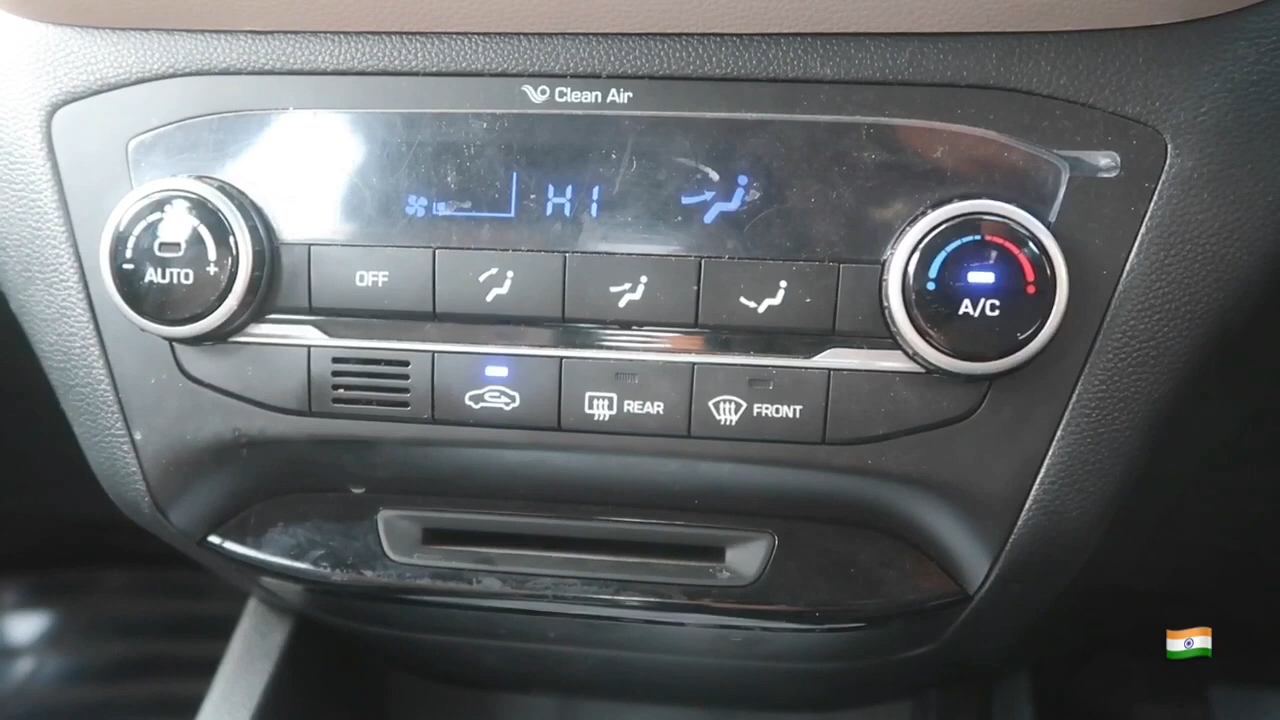 Clean Air
HI
AUTO
- +
OFF
A/C
REAR
FRONT